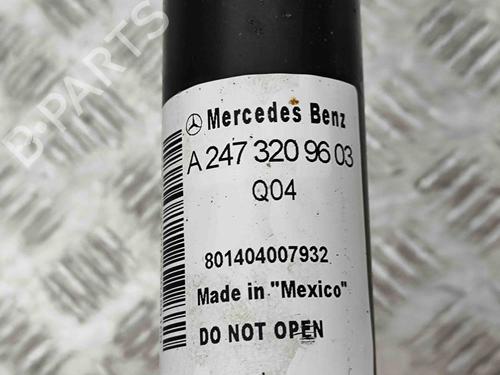 Mercedes Benz
A 247 320 96 03
Q04
801404007932
Made in "Mexico"
DO NOT OPEN
B-PARTS